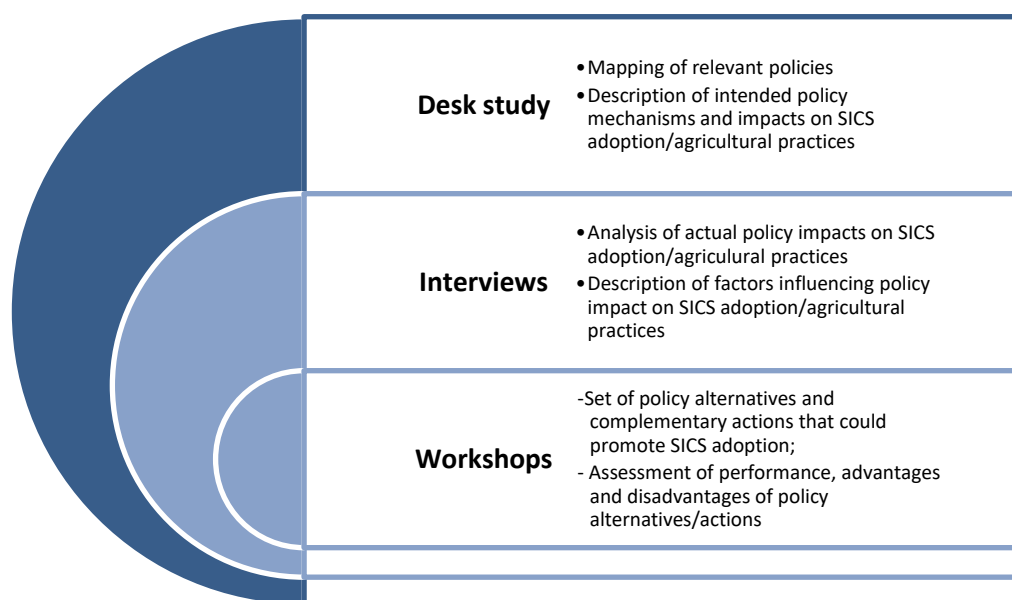 Desk study
•Mapping of relevant policies
•Description of intended policy
mechanisms and impacts on SICS
adoption/agricultural practices
Interviews
•Analysis of actual policy impacts on SICS
adoption/agriculural practices
•Description of factors influencing policy
impact on SICS adoption/agricultural
practices
Workshops
-Set of policy alternatives and
complementary actions that could
promote SICS adoption;
- Assessment of performance, advantages
and disadvantages of policy
alternatives/actions